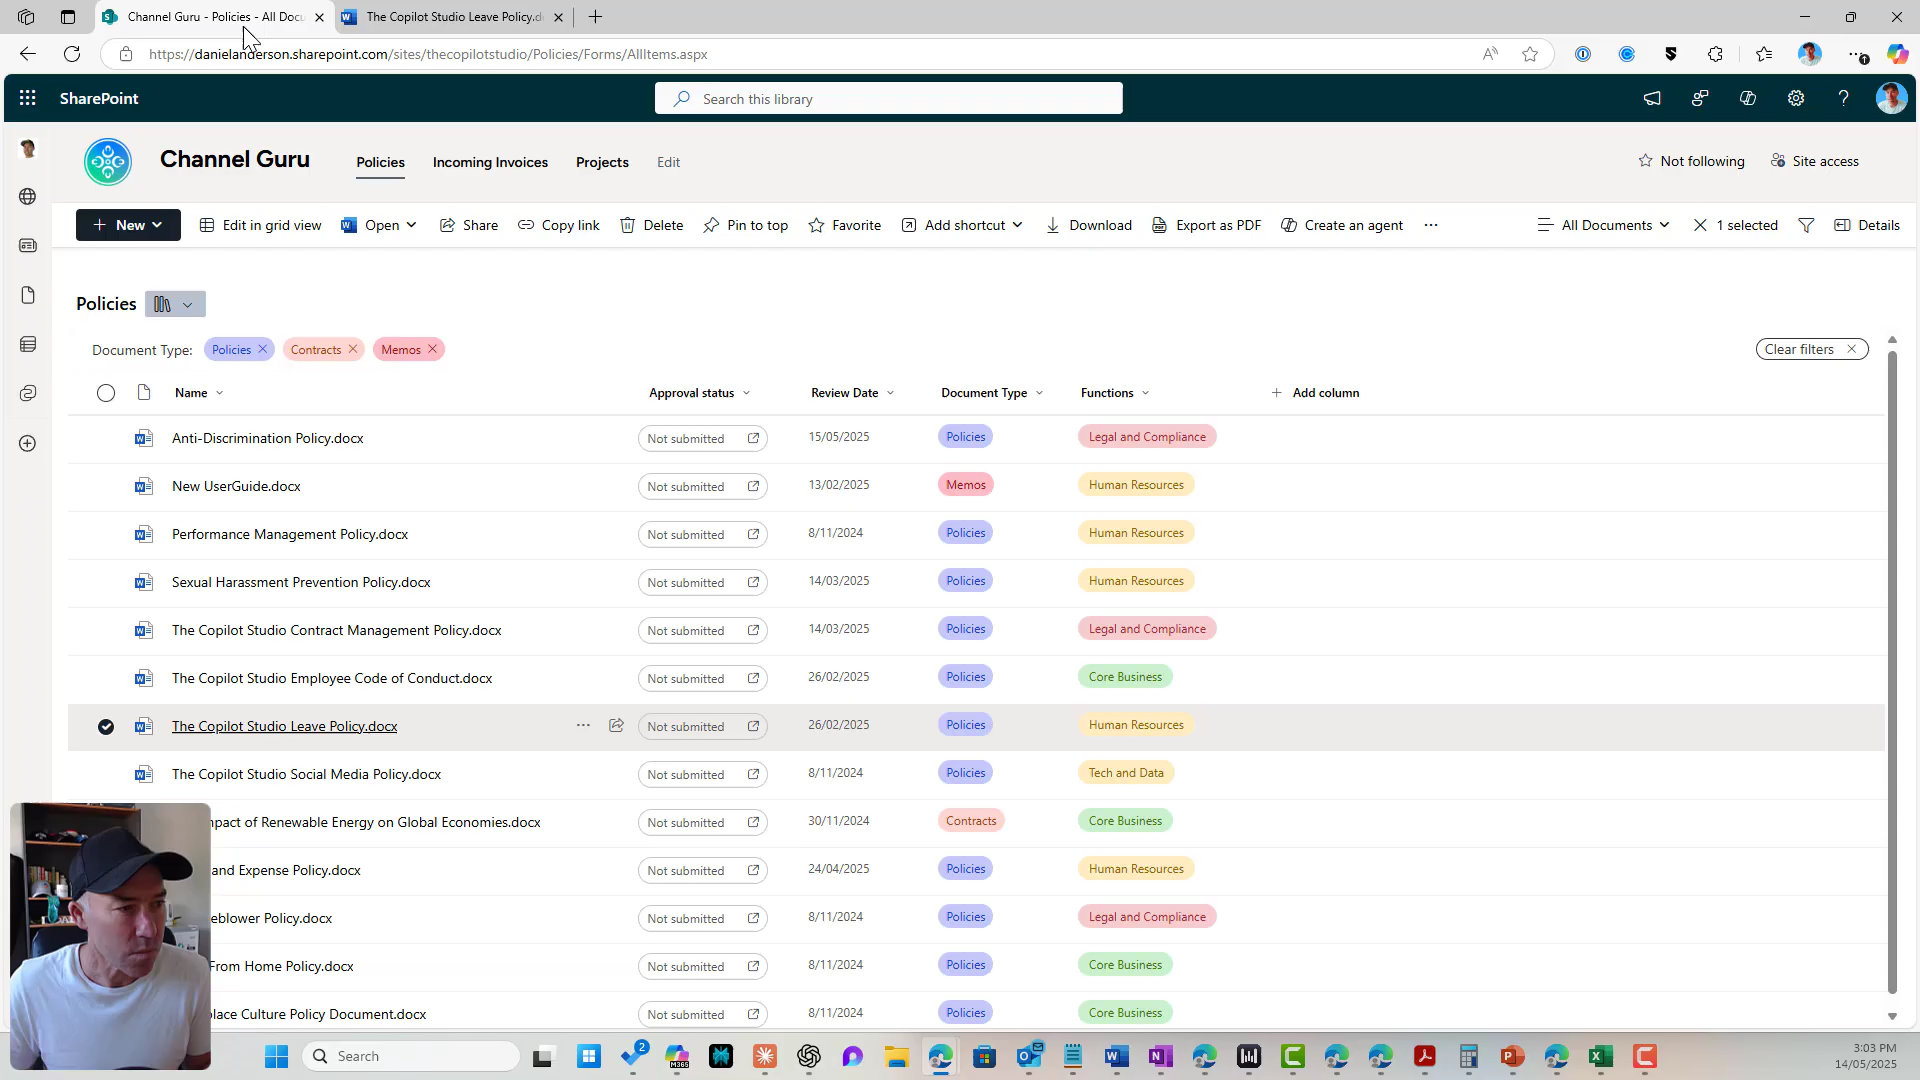 Channel Guru - Policies - All Docu
The Copilot Studio Leave Policy.d
https://danielanderson.sharepoint.com/sites/thecopilotstudio/Policies/Forms/AllItems.aspx
SharePoint
Search this library
Channel Guru
Policies
Incoming Invoices
Projects
Edit
Not following
Site access
New
Edit in grid view
Open
Share
Copy link
Delete
Pin to top
Favorite
Add shortcut
Download
Export as PDF
Create an agent
All Documents
1 selected
Details
Policies
Document Type: Policies Contracts Memos
Clear filters
Name Approval status Review Date Document Type Functions Add column
Anti-Discrimination Policy.docx Not submitted 15/05/2025 Policies Legal and Compliance
New UserGuide.docx Not submitted 13/02/2025 Memos Human Resources
Performance Management Policy.docx Not submitted 8/11/2024 Policies Human Resources
Sexual Harassment Prevention Policy.docx Not submitted 14/03/2025 Policies Human Resources
The Copilot Studio Contract Management Policy.docx Not submitted 14/03/2025 Policies Legal and Compliance
The Copilot Studio Employee Code of Conduct.docx Not submitted 26/02/2025 Policies Core Business
The Copilot Studio Leave Policy.docx Not submitted 26/02/2025 Policies Human Resources
The Copilot Studio Social Media Policy.docx Not submitted 8/11/2024 Policies Tech and Data
pact of Renewable Energy on Global Economies.docx Not submitted 30/11/2024 Contracts Core Business
and Expense Policy.docx Not submitted 24/04/2025 Policies Human Resources
eblower Policy.docx Not submitted 8/11/2024 Policies Legal and Compliance
From Home Policy.docx Not submitted 8/11/2024 Policies Core Business
lace Culture Policy Document.docx Not submitted 8/11/2024 Policies Core Business
Search
2
M365
3:03 PM
14/05/2025